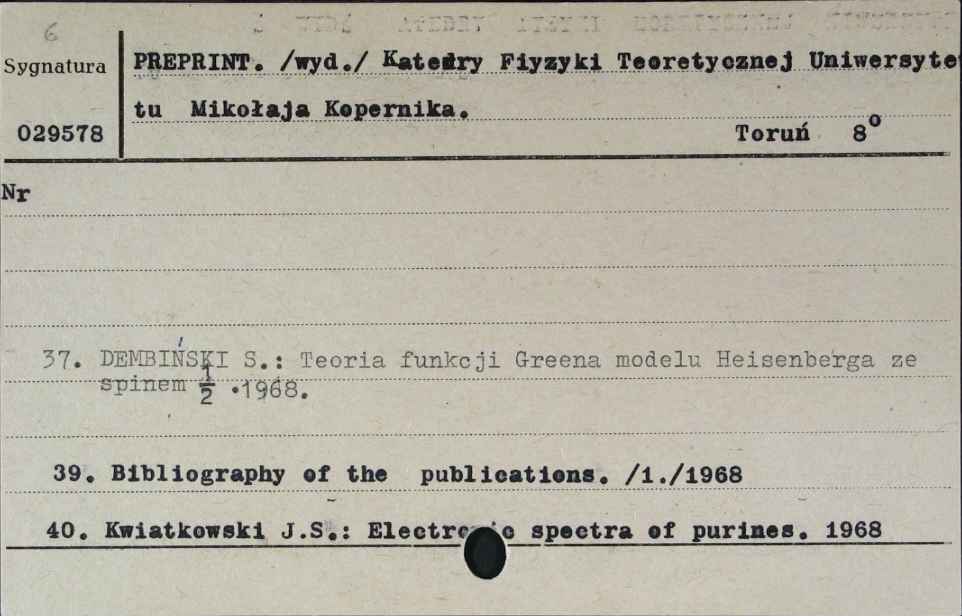 6
Sygnatura
PREPRINT. /wyd./ Katedry Fiyzyki Teoretycznej Uniwersyte
tu Mikołaja Kopernika.
029578
Toruń 8°
Nr
37. DEMBIŃSKI S.: Teoria funkcji Greena modelu Heisenberga ze
spinem 1/2 .1968.
39. Bibliography of the publications. /1./1968
40. Kwiatkowski J.S.: spectra of purines. 1968